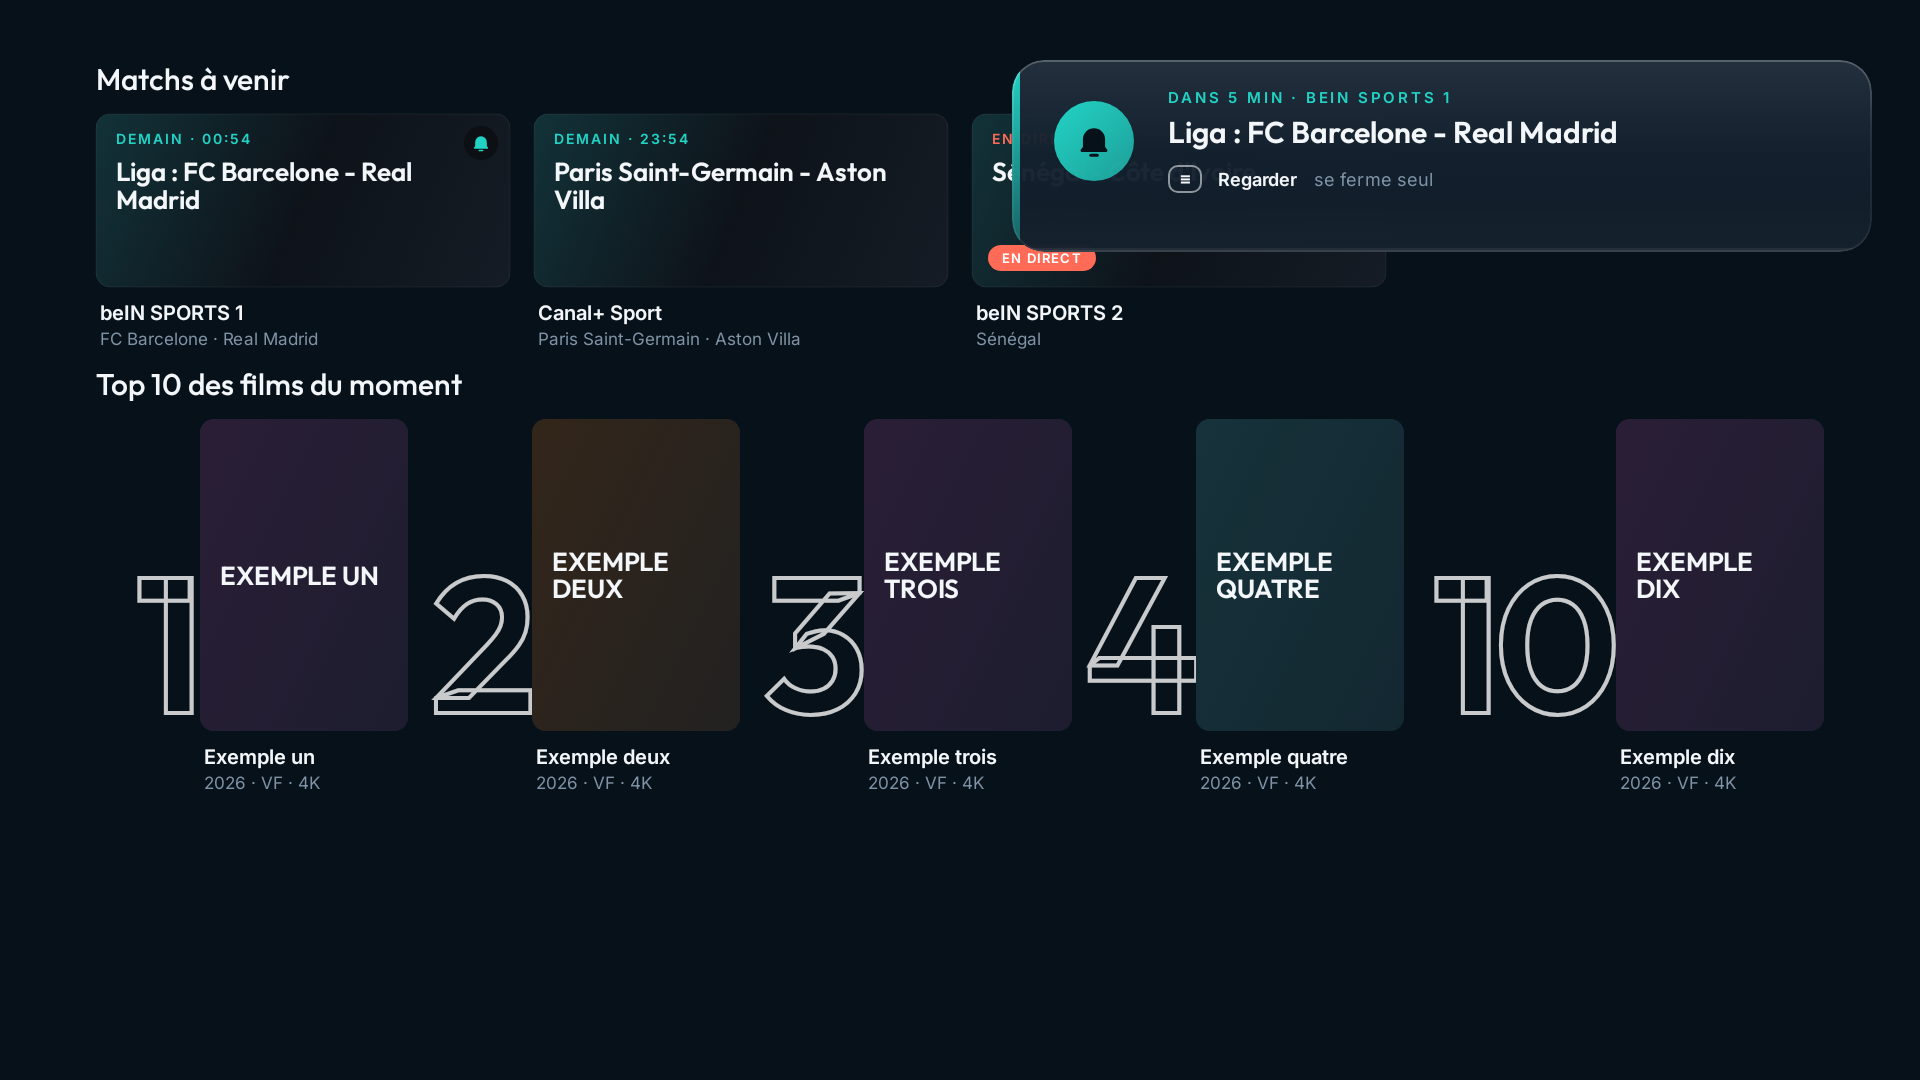 Matchs à venir
DANS 5 MIN · BEIN SPORTS 1
Liga : FC Barcelone - Real Madrid
Regarder se ferme seul
DEMAIN · 00:54
Liga : FC Barcelone - Real
Madrid
DEMAIN · 23:54
Paris Saint-Germain - Aston
Villa
EN DIRECT
beIN SPORTS 1
FC Barcelone · Real Madrid
Canal+ Sport
Paris Saint-Germain · Aston Villa
beIN SPORTS 2
Sénégal
Top 10 des films du moment
1
EXEMPLE UN
2
EXEMPLE
DEUX
3
EXEMPLE
TROIS
4
EXEMPLE
QUATRE
10
EXEMPLE
DIX
Exemple un
2026 · VF · 4K
Exemple deux
2026 · VF · 4K
Exemple trois
2026 · VF · 4K
Exemple quatre
2026 · VF · 4K
Exemple dix
2026 · VF · 4K